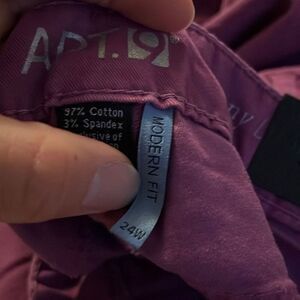 APT. 9®
97% Cotton
3% Spandex
MODERN FIT
24W